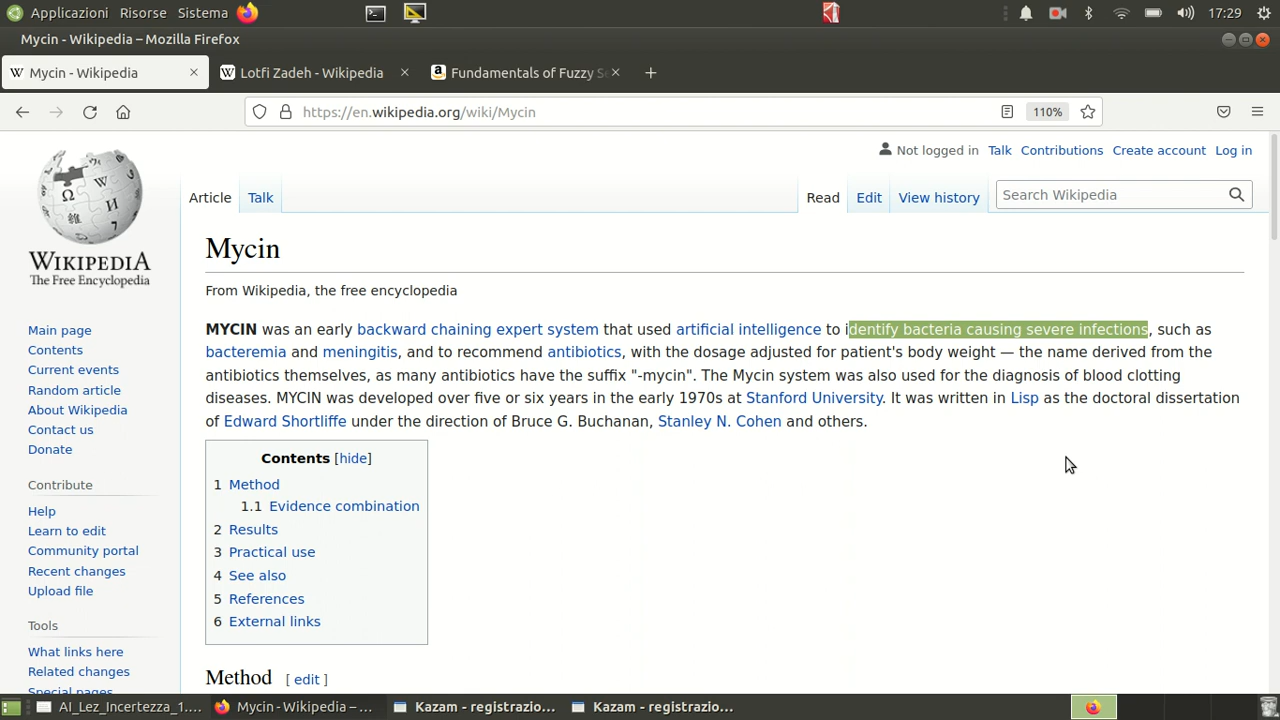 Applicazioni Risorse Sistema 17:29
Mycin - Wikipedia – Mozilla Firefox
Mycin - Wikipedia Lotfi Zadeh - Wikipedia Fundamentals of Fuzzy Se
https://en.wikipedia.org/wiki/Mycin 110%
Not logged in Talk Contributions Create account Log in
Article Talk Read Edit View history Search Wikipedia
WIKIPEDIA
The Free Encyclopedia
Main page
Contents
Current events
Random article
About Wikipedia
Contact us
Donate
Contribute
Help
Learn to edit
Community portal
Recent changes
Upload file
Tools
What links here
Related changes
Special pages
Mycin
From Wikipedia, the free encyclopedia
MYCIN was an early backward chaining expert system that used artificial intelligence to identify bacteria causing severe infections, such as
bacteremia and meningitis, and to recommend antibiotics, with the dosage adjusted for patient's body weight — the name derived from the
antibiotics themselves, as many antibiotics have the suffix "-mycin". The Mycin system was also used for the diagnosis of blood clotting
diseases. MYCIN was developed over five or six years in the early 1970s at Stanford University. It was written in Lisp as the doctoral dissertation
of Edward Shortliffe under the direction of Bruce G. Buchanan, Stanley N. Cohen and others.
Contents [hide]
1 Method
1.1 Evidence combination
2 Results
3 Practical use
4 See also
5 References
6 External links
Method [ edit ]
AI_Lez_Incertezza_1.... Mycin - Wikipedia – ... Kazam - registrazio... Kazam - registrazio...